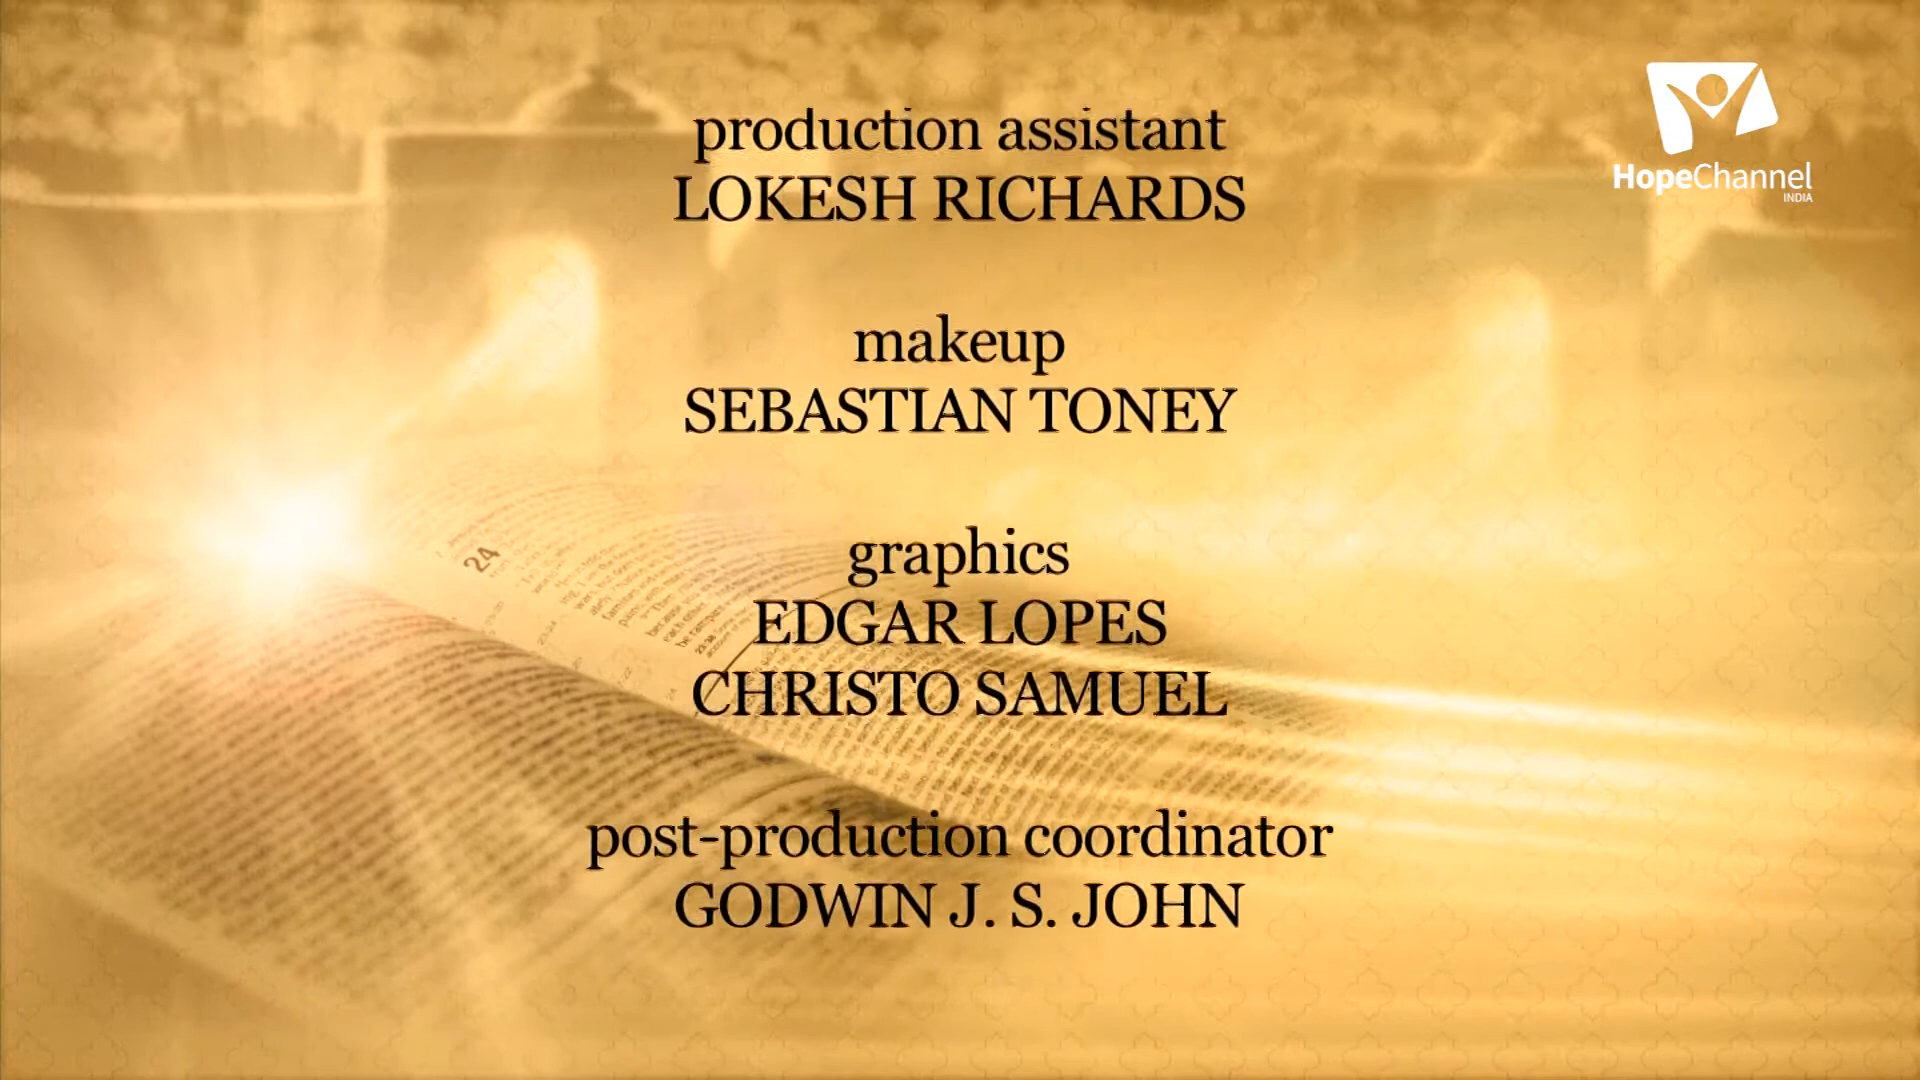 production assistant
LOKESH RICHARDS
makeup
SEBASTIAN TONEY
graphics
EDGAR LOPES
CHRISTO SAMUEL
post-production coordinator
GODWIN J. S. JOHN
HopeChannel
INDIA
24